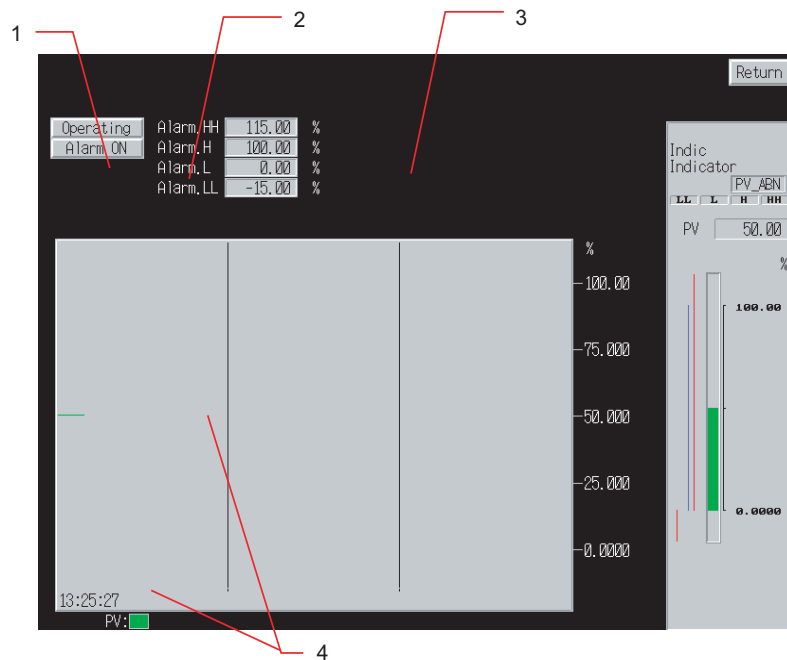 1
2
3
Return
Operating
Alarm ON
Alarm.HH 115.00 %
Alarm.H 100.00 %
Alarm.L 0.00 %
Alarm.LL -15.00 %
Indic
Indicator
PV_ABN
LL L H HH
PV 50.00
%
100.00
0.0000
%
100.00
75.000
50.000
25.000
0.0000
13:25:27
PV:
4